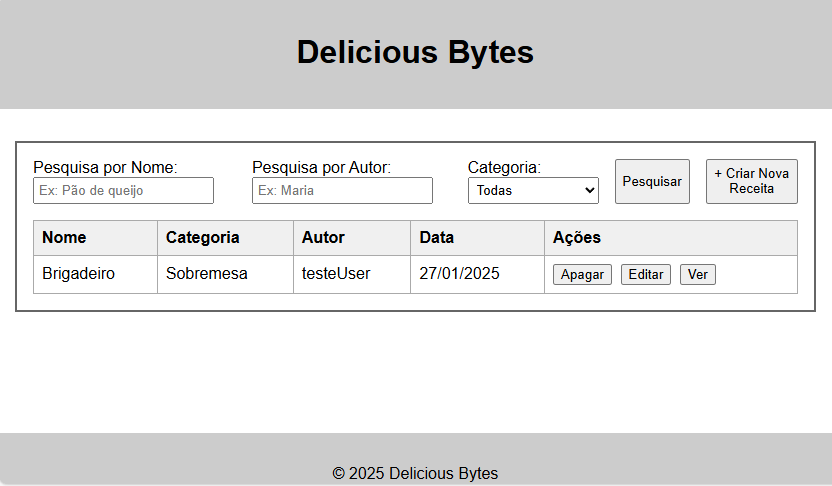 Delicious Bytes
Pesquisa por Nome: Pesquisa por Autor: Categoria:
Ex: Pão de queijo Ex: Maria Todas Pesquisar + Criar Nova
Receita
Nome Categoria Autor Data Ações
Brigadeiro Sobremesa testeUser 27/01/2025 Apagar Editar Ver
© 2025 Delicious Bytes